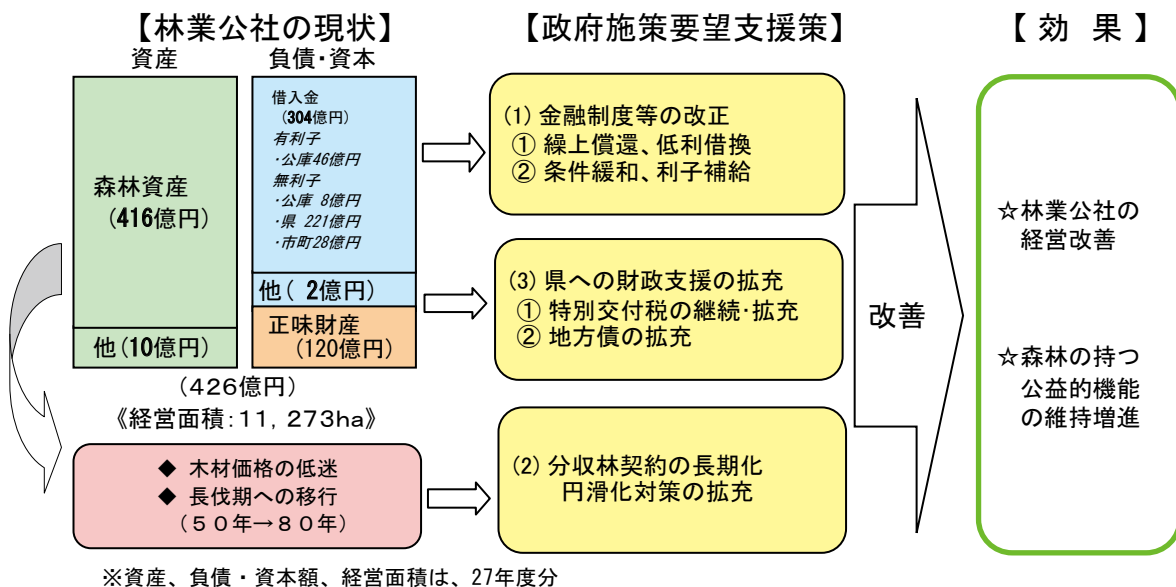 【林業公社の現状】
資産
負債・資本
森林資産
(416億円)
他(10億円)
借入金
(304億円)
有利子
・公庫46億円
無利子
・公庫 8億円
・県 221億円
・市町28億円
他( 2億円)
正味財産
(120億円)
(426億円)
《経営面積:11,273ha》
◆ 木材価格の低迷
◆ 長伐期への移行
(50年→80年)
【政府施策要望支援策】
(1) 金融制度等の改正
① 繰上償還、低利借換
② 条件緩和、利子補給
(3) 県への財政支援の拡充
① 特別交付税の継続・拡充
② 地方債の拡充
(2) 分収林契約の長期化
円滑化対策の拡充
改善
【 効 果 】
☆林業公社の
経営改善
☆森林の持つ
公益的機能
の維持増進
※資産、負債・資本額、経営面積は、27年度分